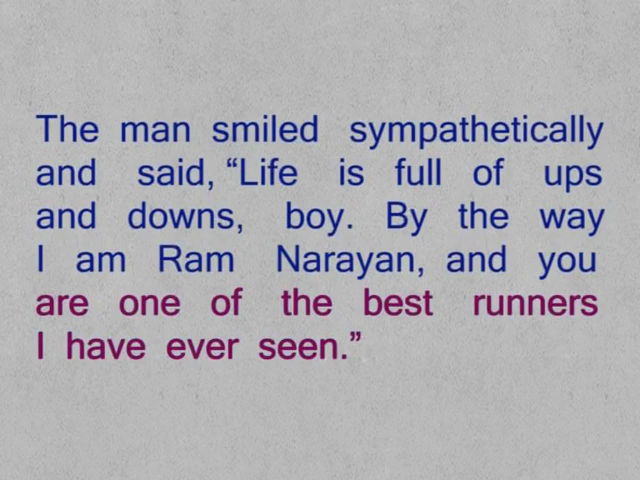 The man smiled sympathetically
and said, “Life is full of ups
and downs, boy. By the way
I am Ram Narayan, and you
are one of the best runners
I have ever seen.”